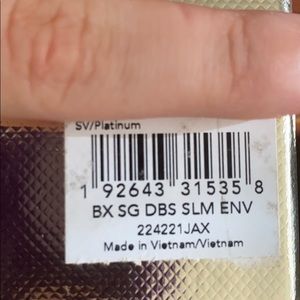 SV/Platinum
1 92643 31535 8
BX SG DBS SLM ENV
224221JAX
Made in Vietnam/Vietnam